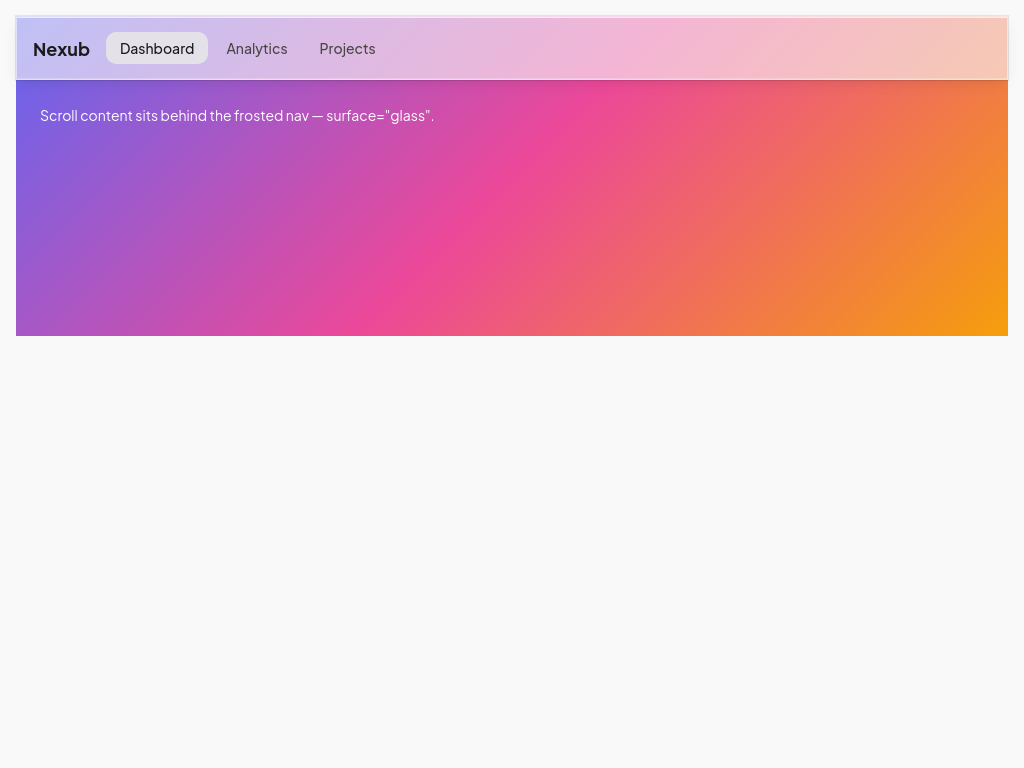 Nexub
Dashboard
Analytics
Projects
Scroll content sits behind the frosted nav — surface="glass".